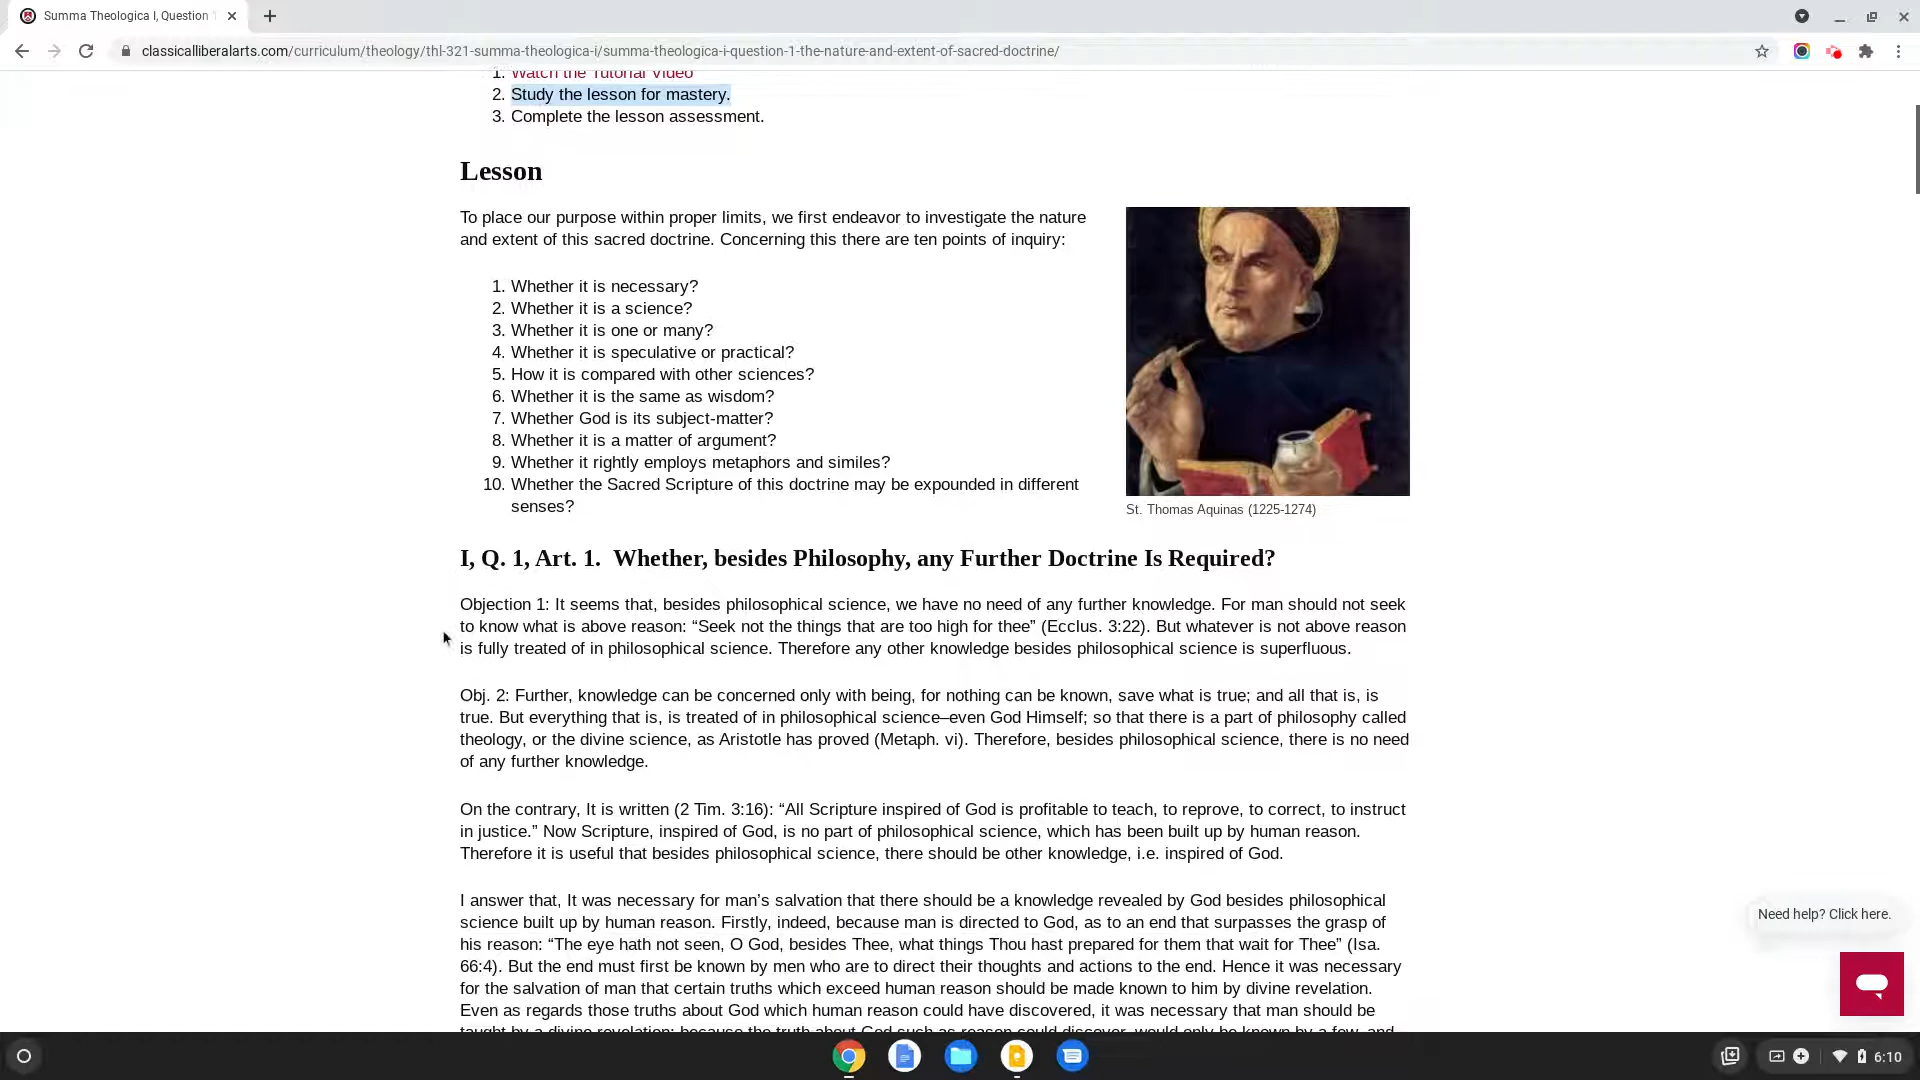 Summa Theologica I, Question
classicalliberalarts.com/curriculum/theology/thl-321-summa-theologica-i/summa-theologica-i-question-1-the-nature-and-extent-of-sacred-doctrine/
1. Watch the Tutorial Video
2. Study the lesson for mastery.
3. Complete the lesson assessment.
Lesson
To place our purpose within proper limits, we first endeavor to investigate the nature
and extent of this sacred doctrine. Concerning this there are ten points of inquiry:
1. Whether it is necessary?
2. Whether it is a science?
3. Whether it is one or many?
4. Whether it is speculative or practical?
5. How it is compared with other sciences?
6. Whether it is the same as wisdom?
7. Whether God is its subject-matter?
8. Whether it is a matter of argument?
9. Whether it rightly employs metaphors and similes?
10. Whether the Sacred Scripture of this doctrine may be expounded in different
senses?
St. Thomas Aquinas (1225-1274)
I, Q. 1, Art. 1. Whether, besides Philosophy, any Further Doctrine Is Required?
Objection 1: It seems that, besides philosophical science, we have no need of any further knowledge. For man should not seek
to know what is above reason: “Seek not the things that are too high for thee” (Ecclus. 3:22). But whatever is not above reason
is fully treated of in philosophical science. Therefore any other knowledge besides philosophical science is superfluous.
Obj. 2: Further, knowledge can be concerned only with being, for nothing can be known, save what is true; and all that is, is
true. But everything that is, is treated of in philosophical science–even God Himself; so that there is a part of philosophy called
theology, or the divine science, as Aristotle has proved (Metaph. vi). Therefore, besides philosophical science, there is no need
of any further knowledge.
On the contrary, It is written (2 Tim. 3:16): “All Scripture inspired of God is profitable to teach, to reprove, to correct, to instruct
in justice.” Now Scripture, inspired of God, is no part of philosophical science, which has been built up by human reason.
Therefore it is useful that besides philosophical science, there should be other knowledge, i.e. inspired of God.
I answer that, It was necessary for man’s salvation that there should be a knowledge revealed by God besides philosophical
science built up by human reason. Firstly, indeed, because man is directed to God, as to an end that surpasses the grasp of
his reason: “The eye hath not seen, O God, besides Thee, what things Thou hast prepared for them that wait for Thee” (Isa.
66:4). But the end must first be known by men who are to direct their thoughts and actions to the end. Hence it was necessary
for the salvation of man that certain truths which exceed human reason should be made known to him by divine revelation.
Even as regards those truths about God which human reason could have discovered, it was necessary that man should be
taught by a divine revelation; because the truth about God such as reason could discover, would only be known by a few, and
Need help? Click here.
6:10